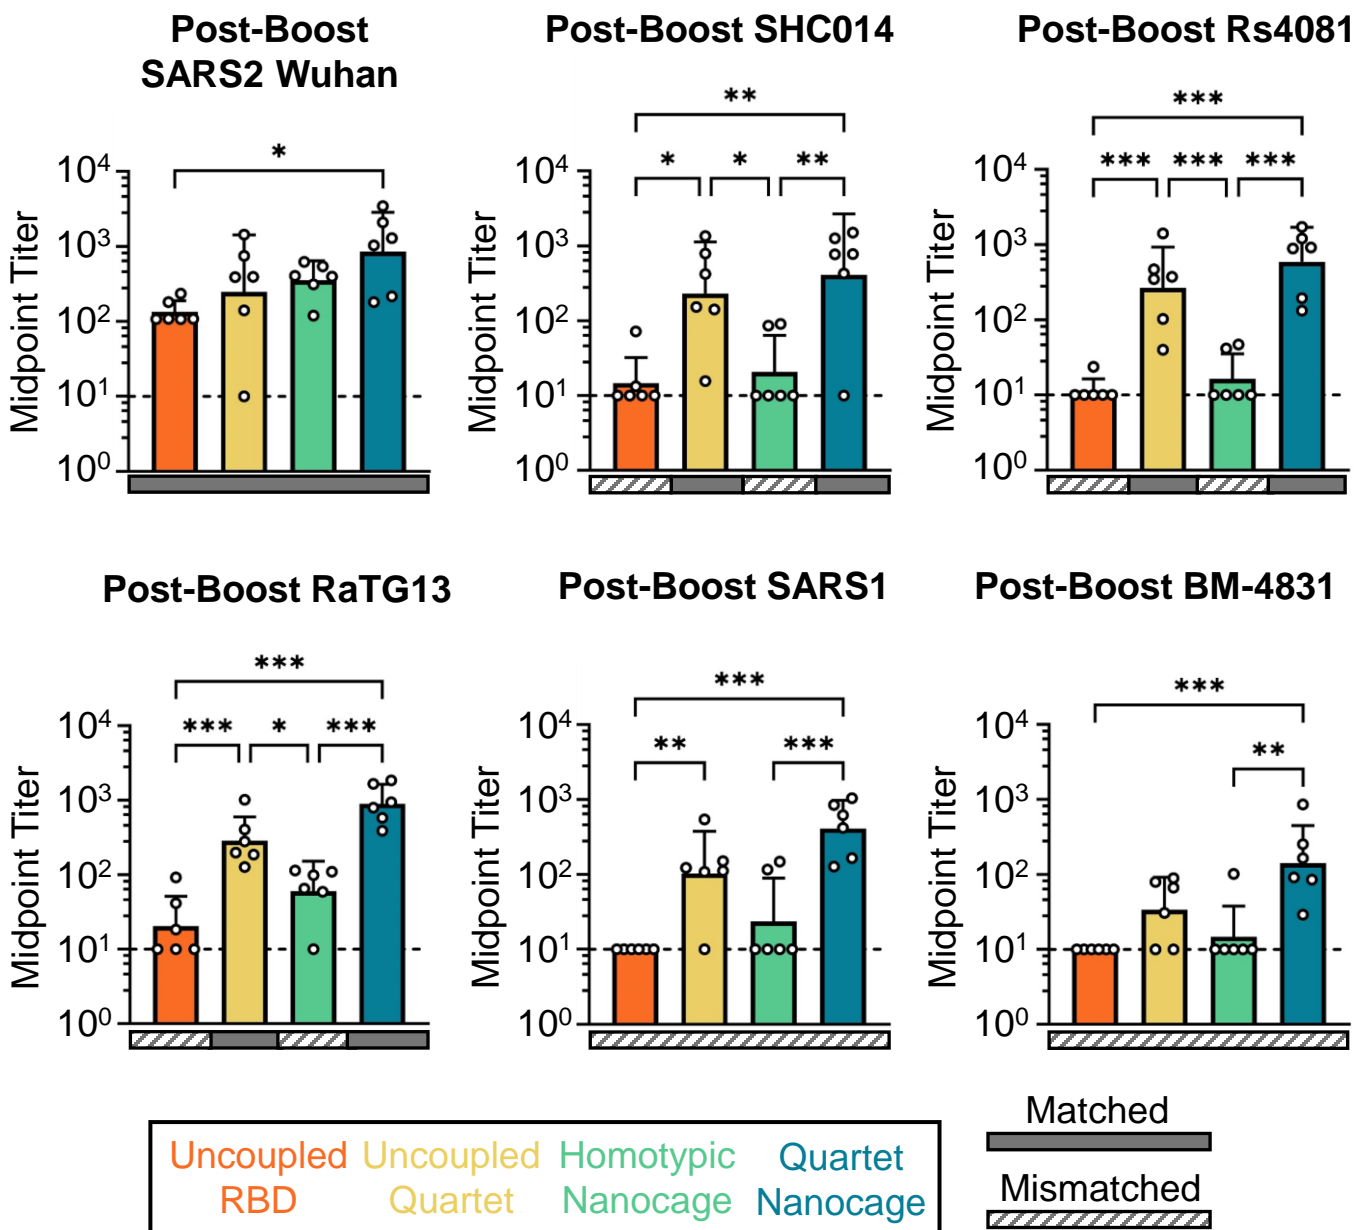 Post-Boost
SARS2 Wuhan
*
Midpoint Titer
10⁴
10³
10²
10¹
10⁰
Post-Boost SHC014
**
* * **
Midpoint Titer
10⁴
10³
10²
10¹
10⁰
Post-Boost Rs4081
***
*** *** ***
Midpoint Titer
10⁴
10³
10²
10¹
10⁰
Post-Boost RaTG13
***
*** * ***
Midpoint Titer
10⁴
10³
10²
10¹
10⁰
Post-Boost SARS1
***
** ***
Midpoint Titer
10⁴
10³
10²
10¹
10⁰
Post-Boost BM-4831
***
**
Midpoint Titer
10⁴
10³
10²
10¹
10⁰
Uncoupled Uncoupled Homotypic Quartet
RBD Quartet Nanocage Nanocage
Matched
Mismatched